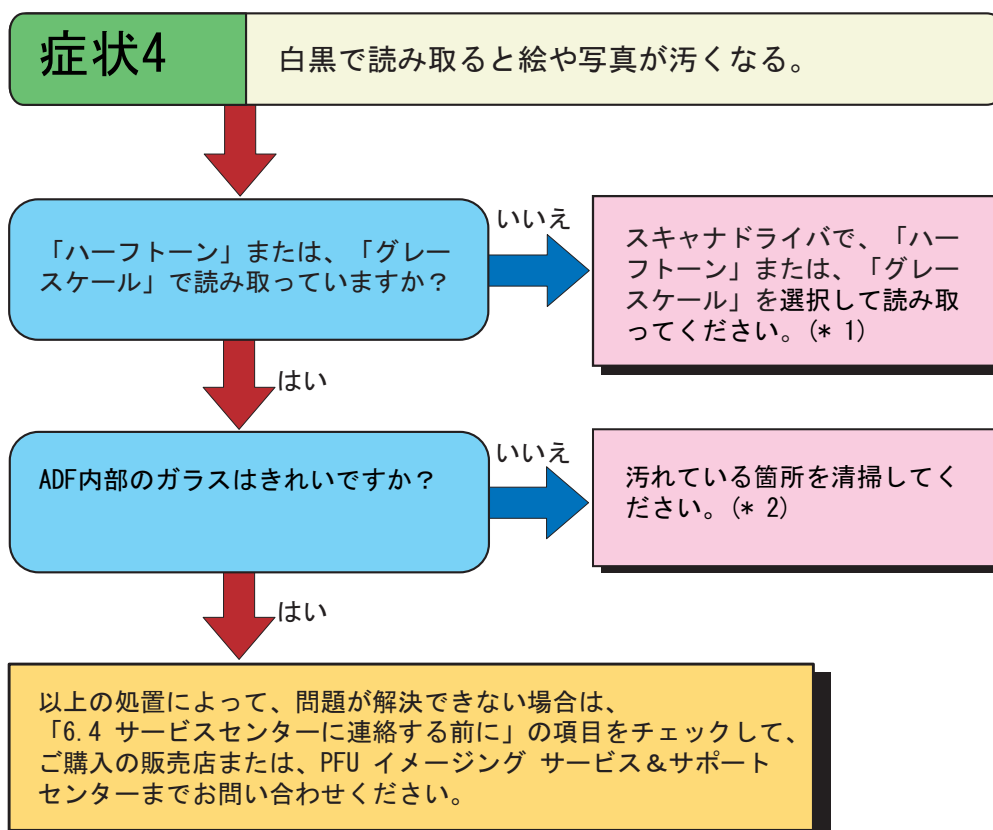 症状4
白黒で読み取ると絵や写真が汚くなる。
「ハーフトーン」または、「グレー
スケール」で読み取っていますか？
いいえ
スキャナドライバで、「ハー
フトーン」または、「グレー
スケール」を選択して読み取
ってください。(* 1)
はい
ADF内部のガラスはきれいですか？
いいえ
汚れている箇所を清掃してく
ださい。(* 2)
はい
以上の処置によって、問題が解決できない場合は、
「6.4 サービスセンターに連絡する前に」の項目をチェックして、
ご購入の販売店または、PFU イメージング サービス＆サポート
センターまでお問い合わせください。